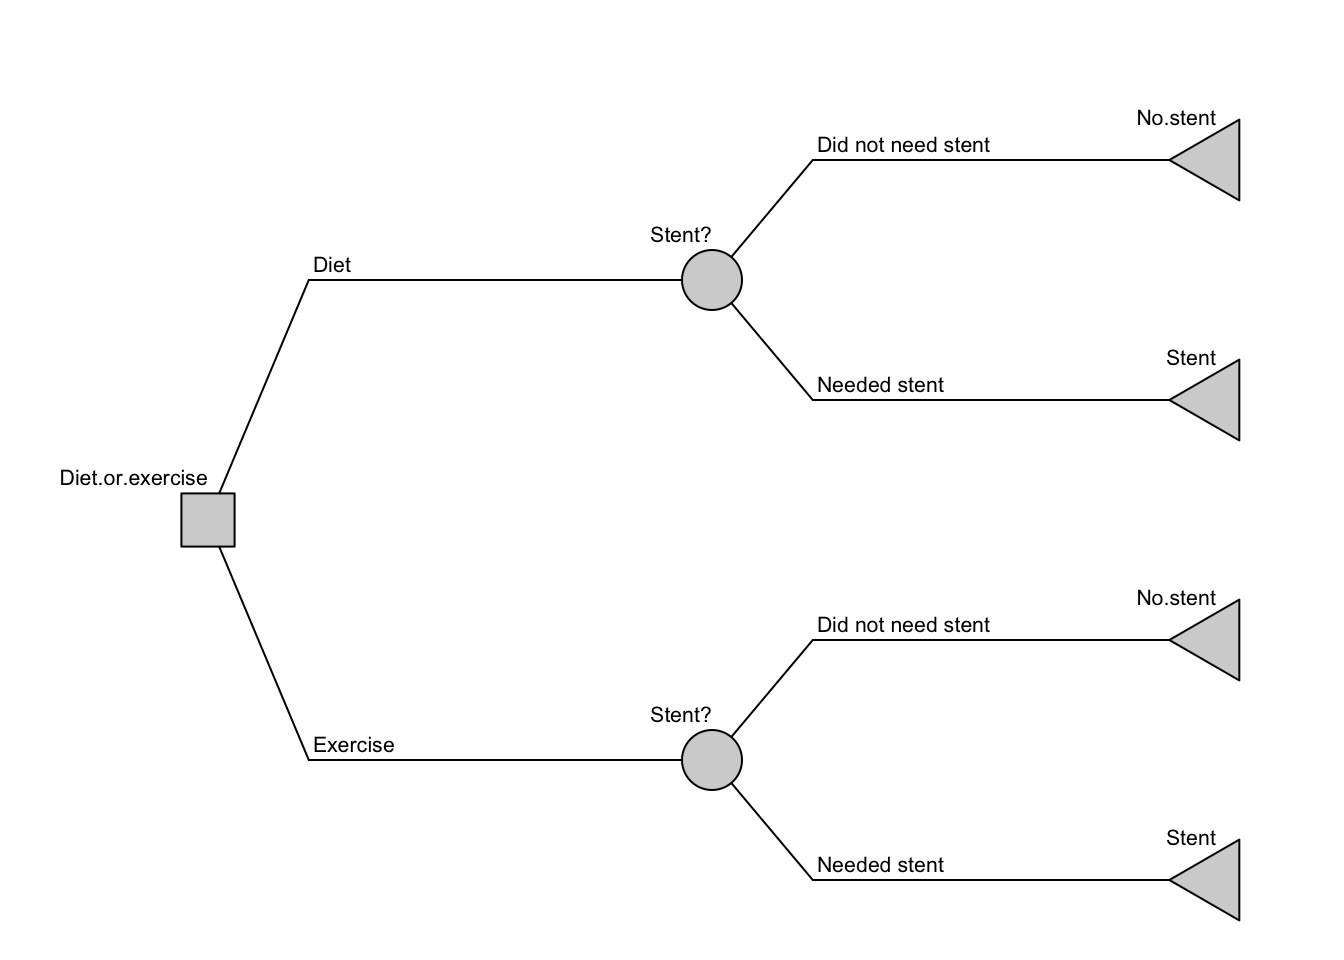 No.stent
Did not need stent
Stent?
Diet
Stent
Needed stent
Diet.or.exercise
No.stent
Did not need stent
Stent?
Exercise
Stent
Needed stent